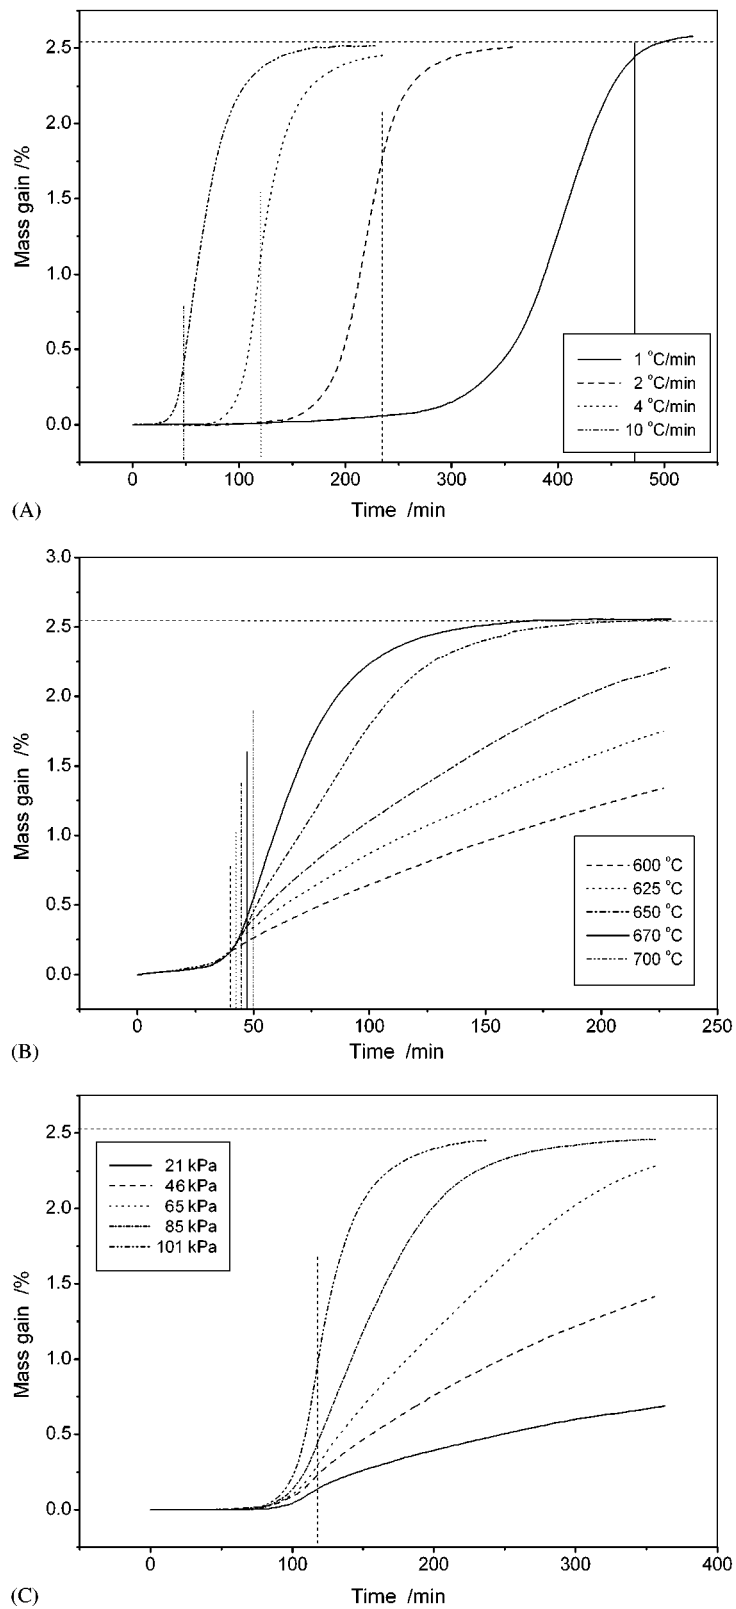 2.5
2.0
1.5
1.0
0.5
0.0
Mass gain /%
1 °C/min
2 °C/min
4 °C/min
10 °C/min
0 100 200 300 400 500
(A) Time /min
3.0
2.5
2.0
1.5
1.0
0.5
0.0
Mass gain /%
600 °C
625 °C
650 °C
670 °C
700 °C
0 50 100 150 200 250
(B) Time /min
2.5
2.0
1.5
1.0
0.5
0.0
Mass gain /%
21 kPa
46 kPa
65 kPa
85 kPa
101 kPa
0 100 200 300 400
(C) Time /min